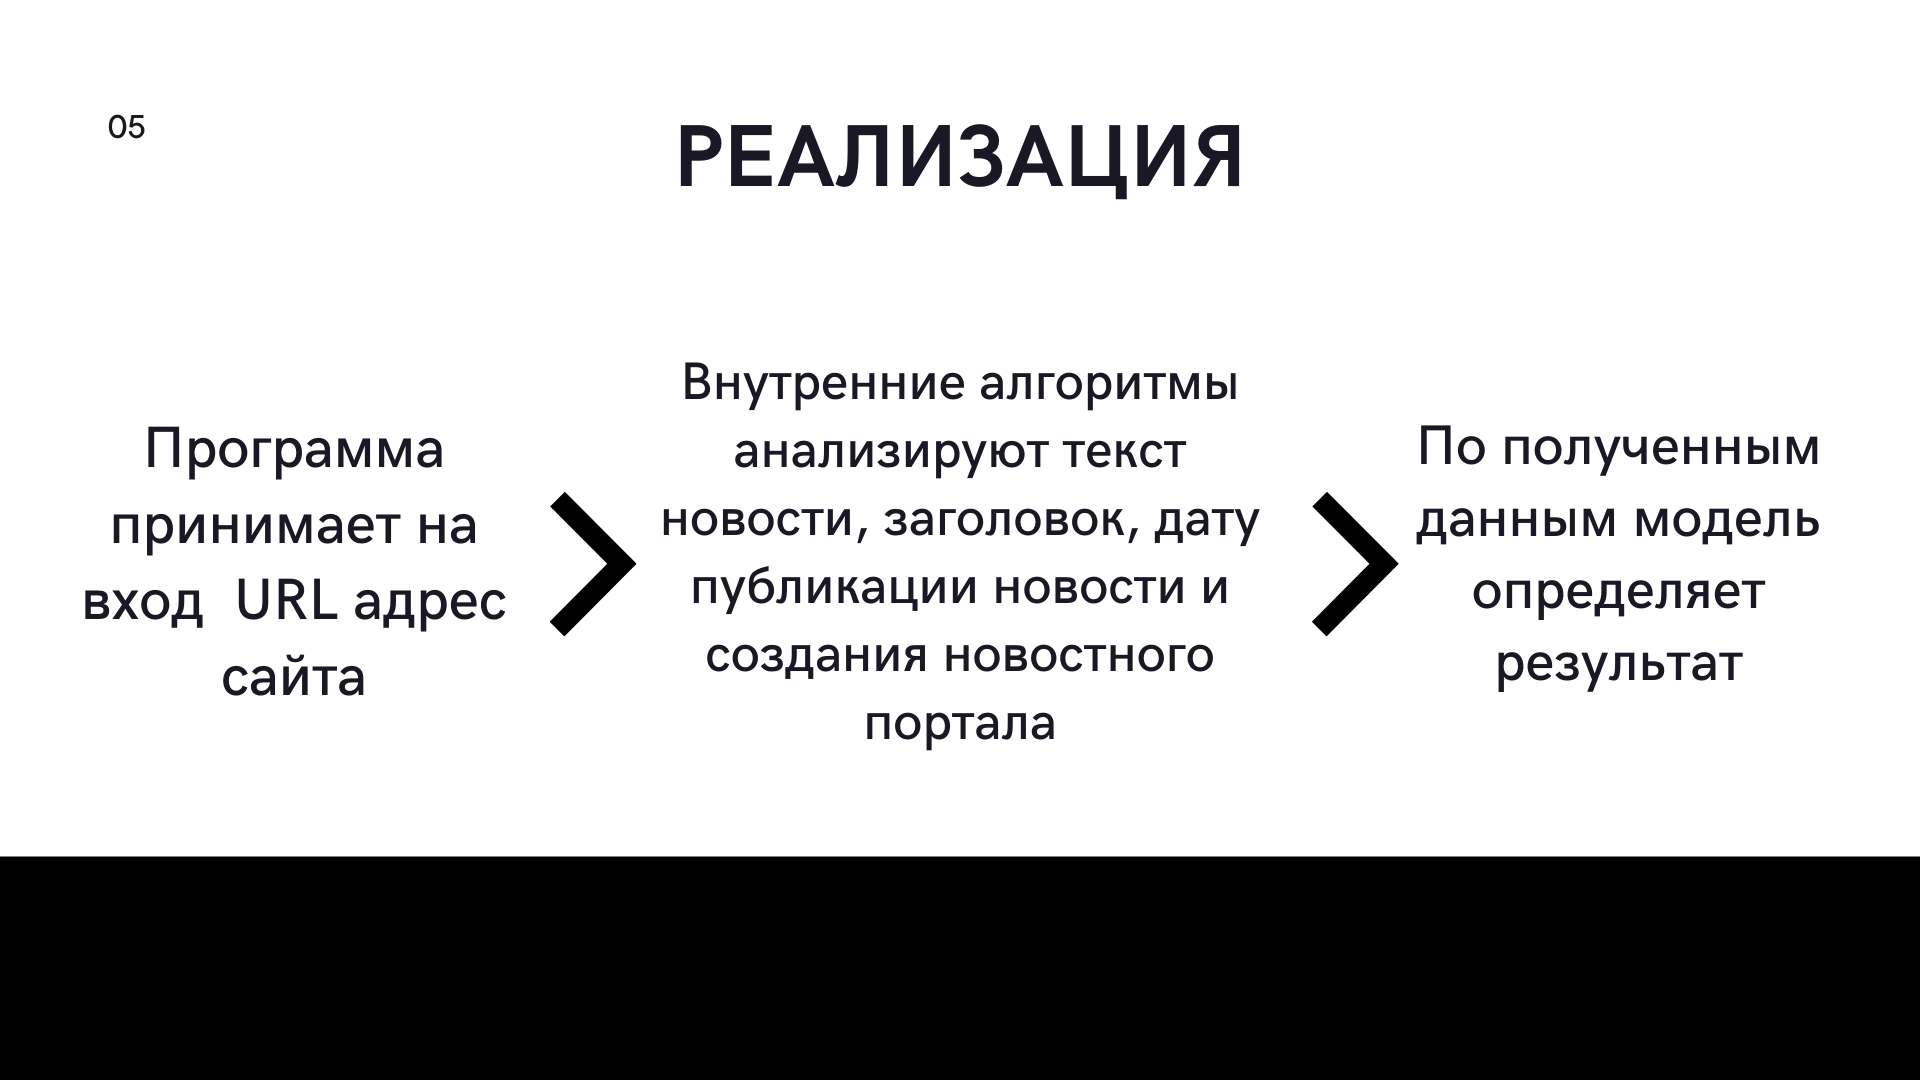 05
РЕАЛИЗАЦИЯ
Программа
принимает на
вход  URL адрес
сайта
Внутренние алгоритмы
анализируют текст
новости, заголовок, дату
публикации новости и
создания новостного
портала
По полученным
данным модель
определяет
результат